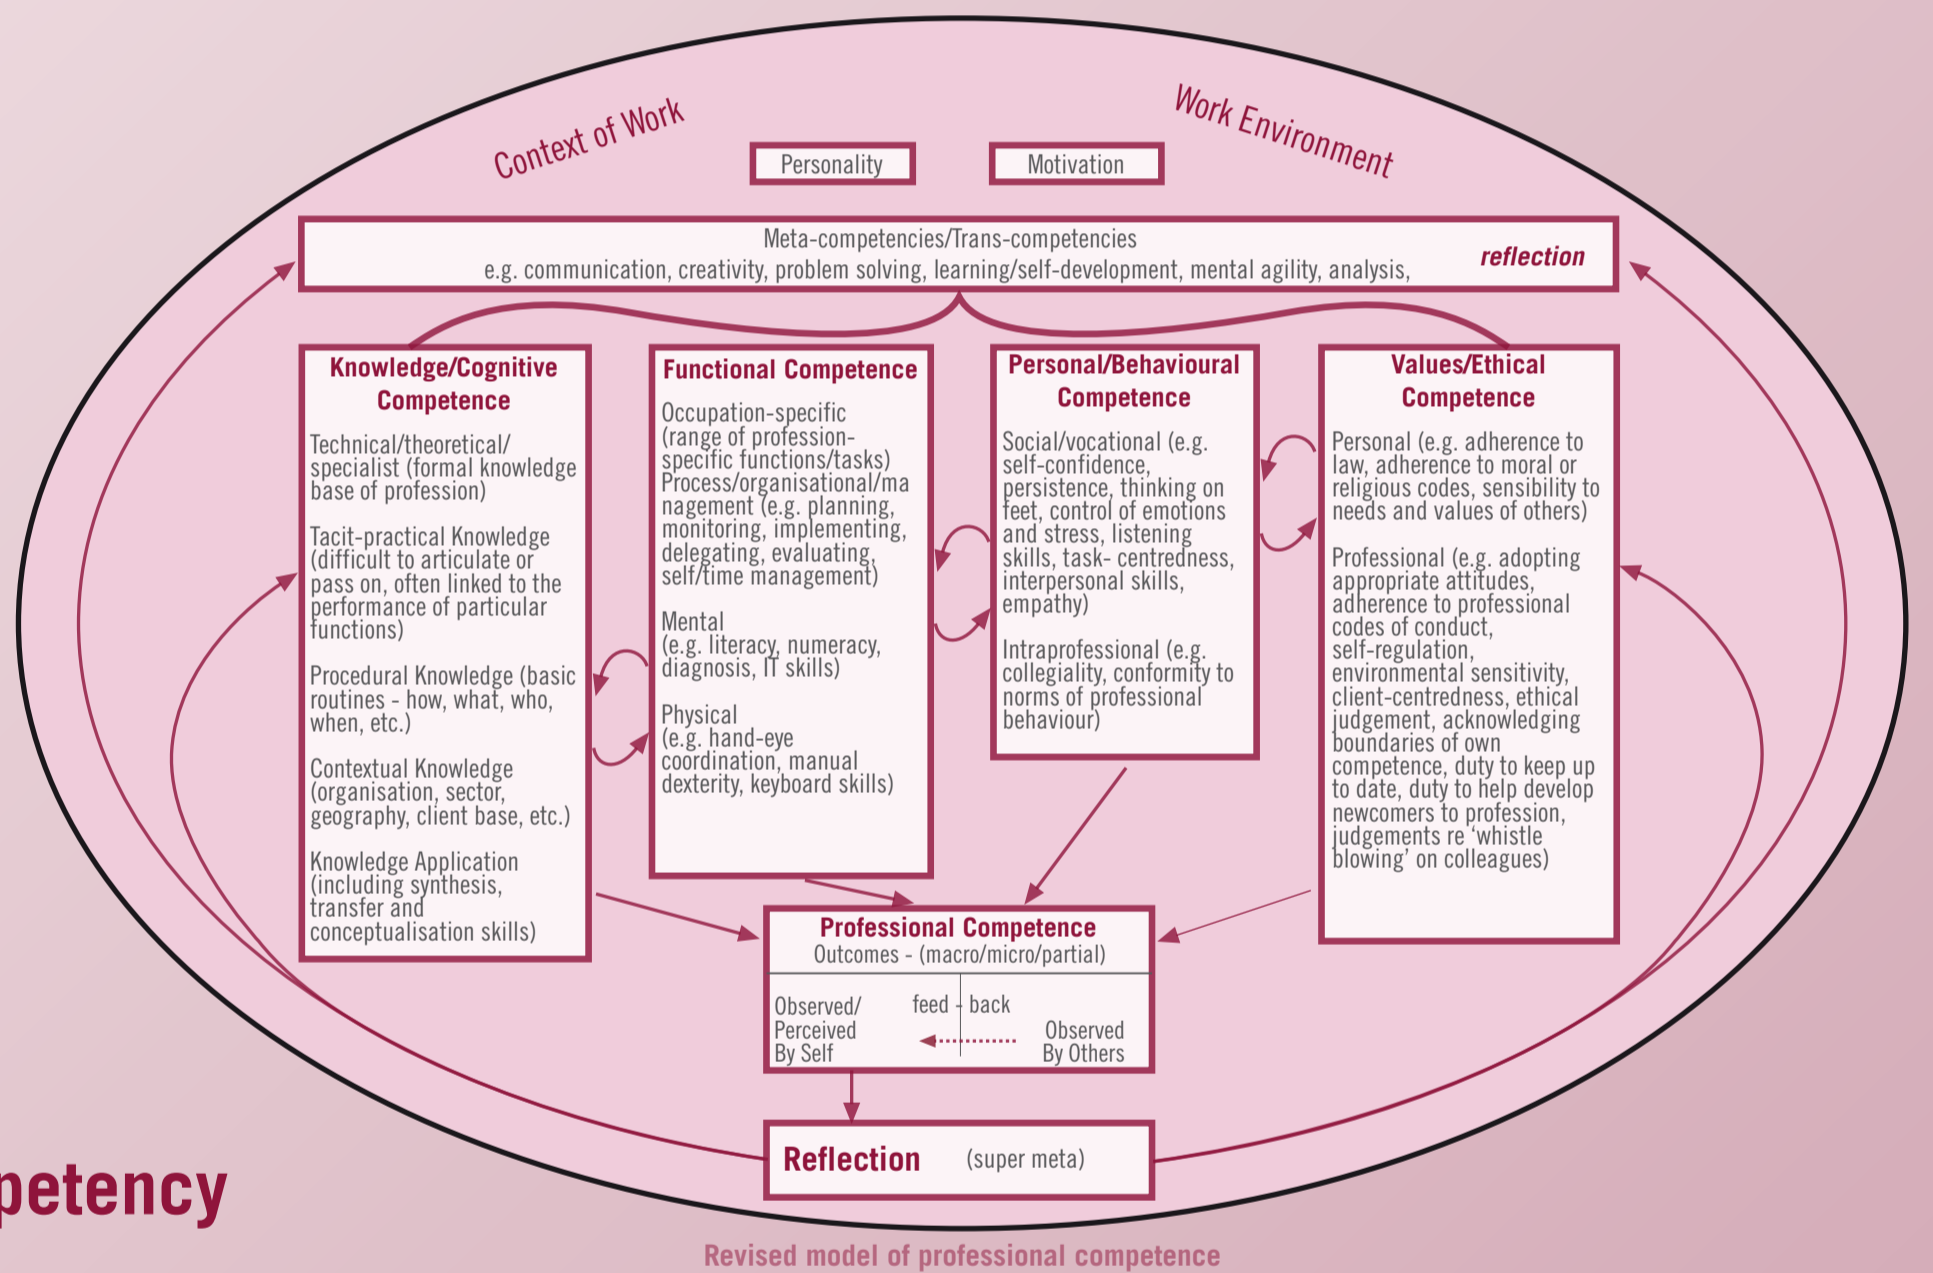 Context of Work
Work Environment
Personality
Motivation
Meta-competencies/Trans-competencies
e.g. communication, creativity, problem solving, learning/self-development, mental agility, analysis,
reflection
Knowledge/Cognitive
Competence
Technical/theoretical/
specialist (formal knowledge
base of profession)
Tacit-practical Knowledge
(difficult to articulate or
pass on, often linked to the
performance of particular
functions)
Procedural Knowledge (basic
routines - how, what, who,
when, etc.)
Contextual Knowledge
(organisation, sector,
geography, client base, etc.)
Knowledge Application
(including synthesis,
transfer and
conceptualisation skills)
Functional Competence
Occupation-specific
(range of profession-
specific functions/tasks)
Process/organisational/ma
nagement (e.g. planning,
monitoring, implementing,
delegating, evaluating,
self/time management)
Mental
(e.g. literacy, numeracy,
diagnosis, IT skills)
Physical
(e.g. hand-eye
coordination, manual
dexterity, keyboard skills)
Personal/Behavioural
Competence
Social/vocational (e.g.
self-confidence,
persistence, thinking on
feet, control of emotions
and stress, listening
skills, task- centredness,
interpersonal skills,
empathy)
Intraprofessional (e.g.
collegiality, conformity to
norms of professional
behaviour)
Values/Ethical
Competence
Personal (e.g. adherence to
law, adherence to moral or
religious codes, sensibility to
needs and values of others)
Professional (e.g. adopting
appropriate attitudes,
adherence to professional
codes of conduct,
self-regulation,
environmental sensitivity,
client-centredness, ethical
judgement, acknowledging
boundaries of own
competence, duty to keep up
to date, duty to help develop
newcomers to profession,
judgements re ‘whistle
blowing’ on colleagues)
Professional Competence
Outcomes - (macro/micro/partial)
Observed/
Perceived
By Self
feed - back
Observed
By Others
Reflection (super meta)
petency
Revised model of professional competence